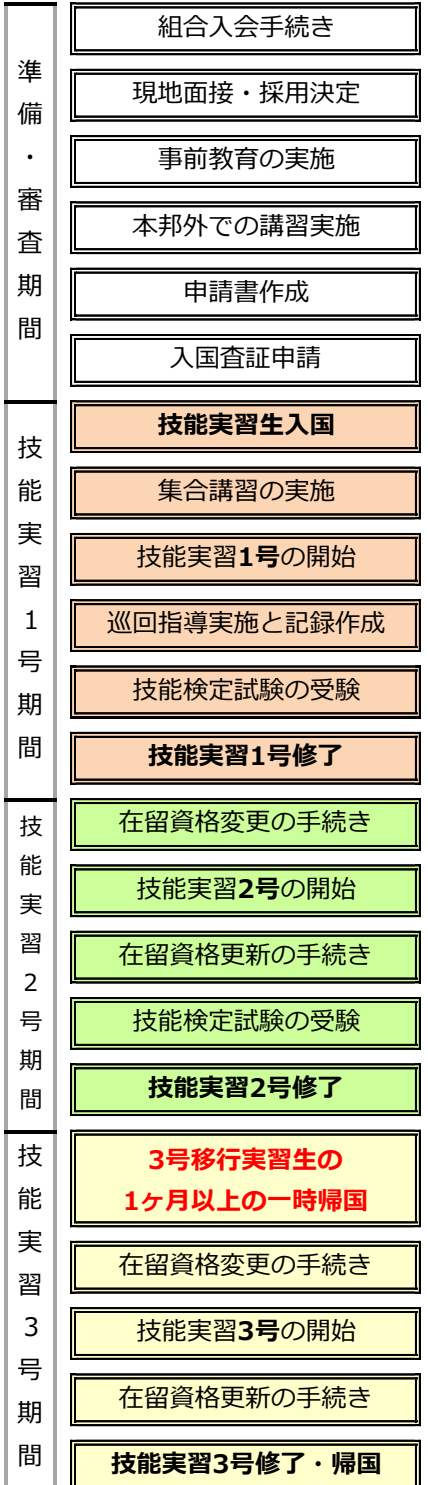 準備・審査期間
組合入会手続き
現地面接・採用決定
事前教育の実施
本邦外での講習実施
申請書作成
入国査証申請
技能実習1号期間
技能実習生入国
集合講習の実施
技能実習1号の開始
巡回指導実施と記録作成
技能検定試験の受験
技能実習1号修了
技能実習2号期間
在留資格変更の手続き
技能実習2号の開始
在留資格更新の手続き
技能検定試験の受験
技能実習2号修了
技能実習3号期間
3号移行実習生の
1ヶ月以上の一時帰国
在留資格変更の手続き
技能実習3号の開始
在留資格更新の手続き
技能実習3号修了・帰国